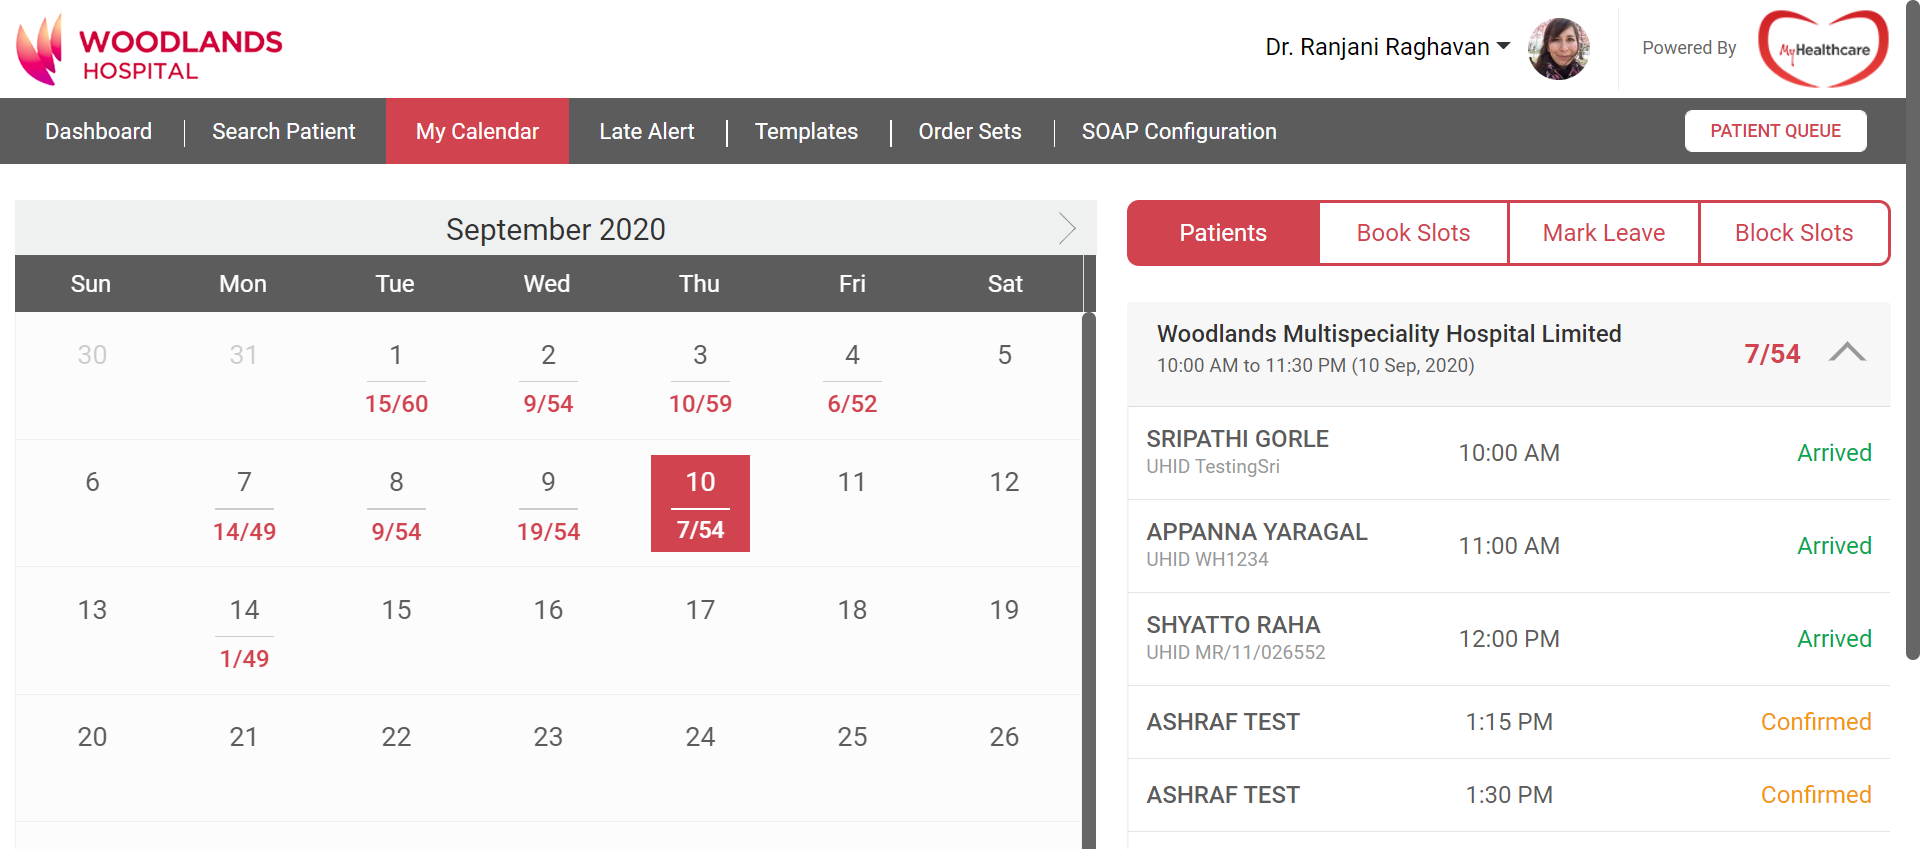 WOODLANDS
HOSPITAL
Dr. Ranjani Raghavan
Powered By
MyHealthcare
Dashboard
Search Patient
My Calendar
Late Alert
Templates
Order Sets
SOAP Configuration
PATIENT QUEUE
September 2020
Sun Mon Tue Wed Thu Fri Sat
30 31 1 2 3 4 5
15/60 9/54 10/59 6/52
6 7 8 9 10 11 12
14/49 9/54 19/54 7/54
13 14 15 16 17 18 19
1/49
20 21 22 23 24 25 26
Patients
Book Slots
Mark Leave
Block Slots
Woodlands Multispeciality Hospital Limited
10:00 AM to 11:30 PM (10 Sep, 2020)
7/54
SRIPATHI GORLE
UHID TestingSri
10:00 AM
Arrived
APPANNA YARAGAL
UHID WH1234
11:00 AM
Arrived
SHYATTO RAHA
UHID MR/11/026552
12:00 PM
Arrived
ASHRAF TEST
1:15 PM
Confirmed
ASHRAF TEST
1:30 PM
Confirmed